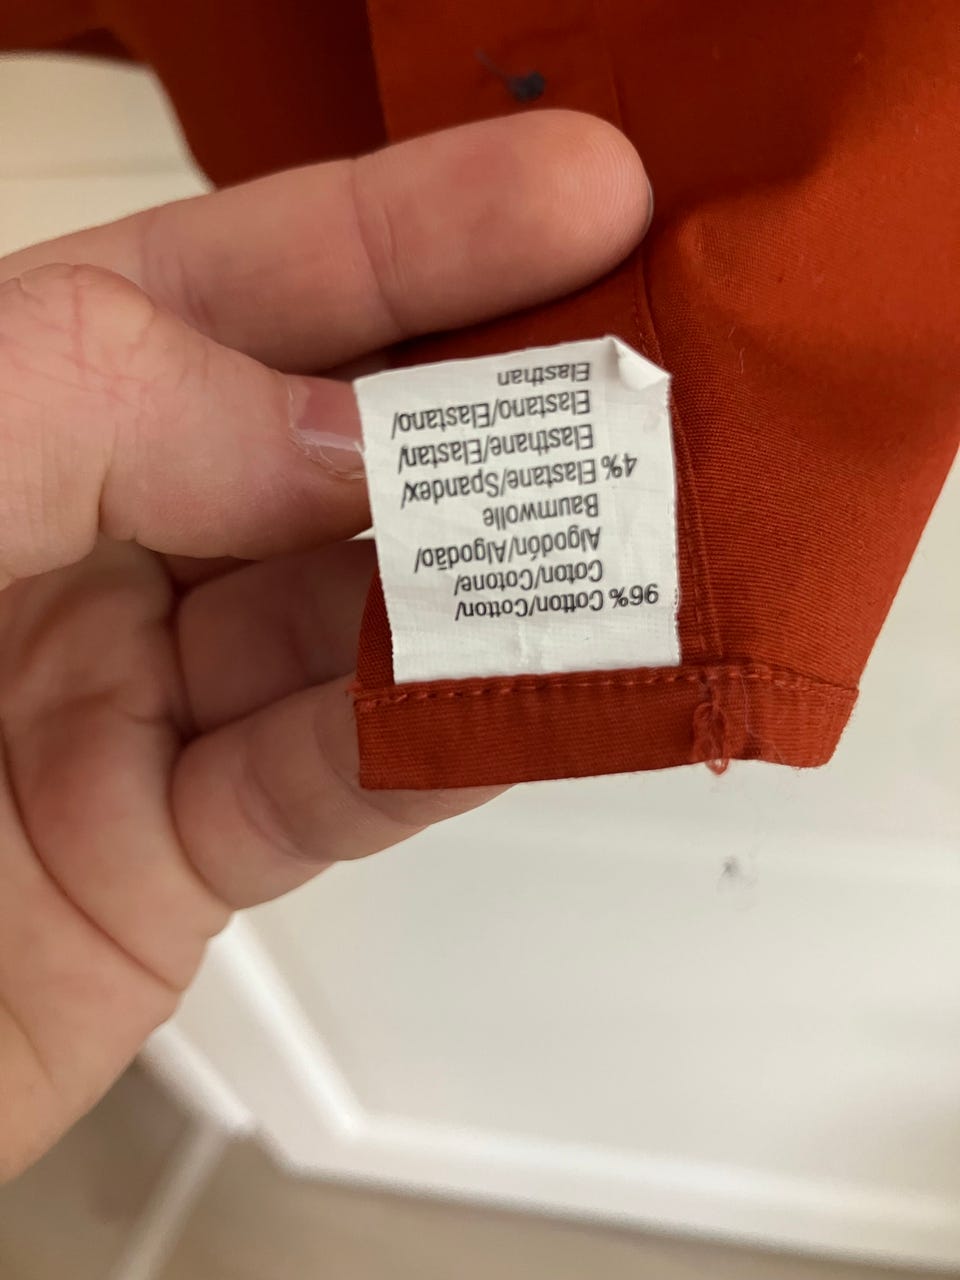 96% Cotton/Cotton/
Coton/Cotone/
Algodón/Algodão/
Baumwolle
4% Elastane/Spandex/
Elasthane/Elastan/
Elastano/Elastano/
Elasthan